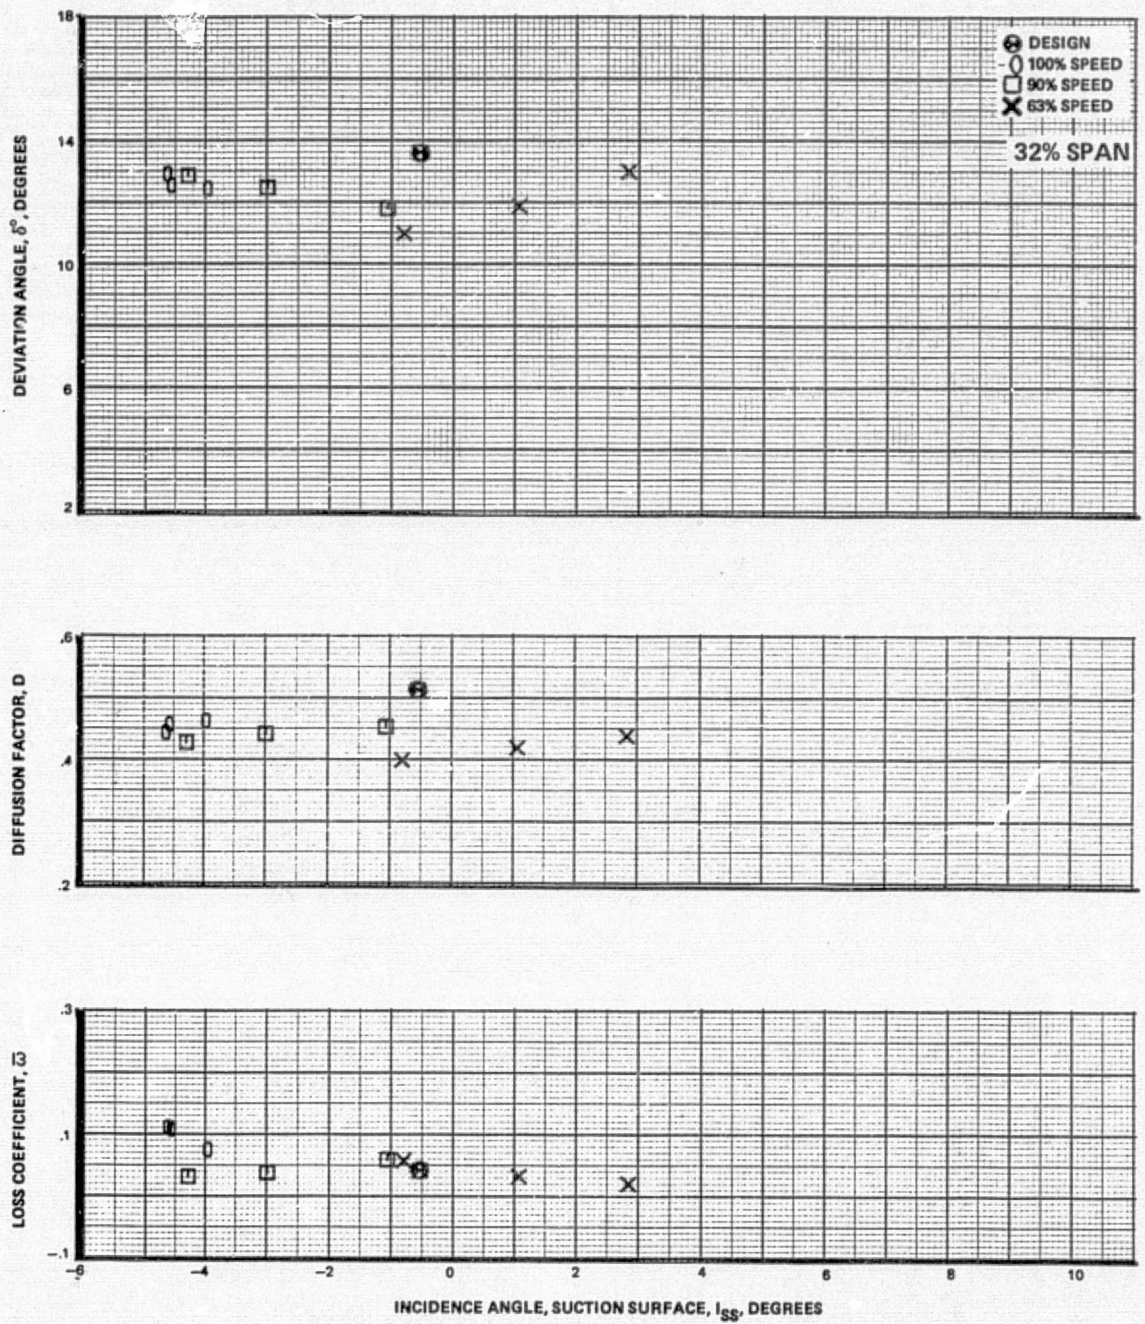 18
14
10
6
2
DEVIATION ANGLE, δ°, DEGREES
DESIGN
100% SPEED
90% SPEED
63% SPEED
32% SPAN
.6
.4
.2
DIFFUSION FACTOR, D
.3
.1
-.1
LOSS COEFFICIENT, ω̅
-4
-2
0
2
4
6
8
10
INCIDENCE ANGLE, SUCTION SURFACE, ISS, DEGREES